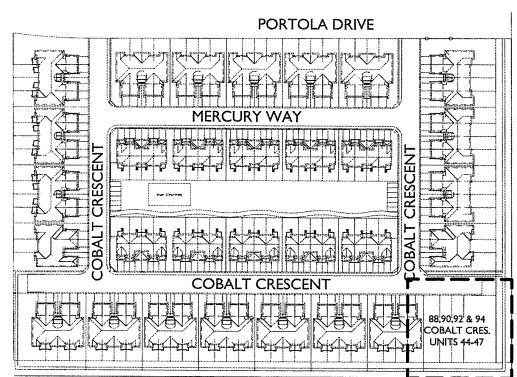 PORTOLA DRIVE
MERCURY WAY
COBALT CRESCENT
COBALT CRESCENT
COBALT CRESCENT
88,90,92 & 94
COBALT CRES.
UNITS 44-47